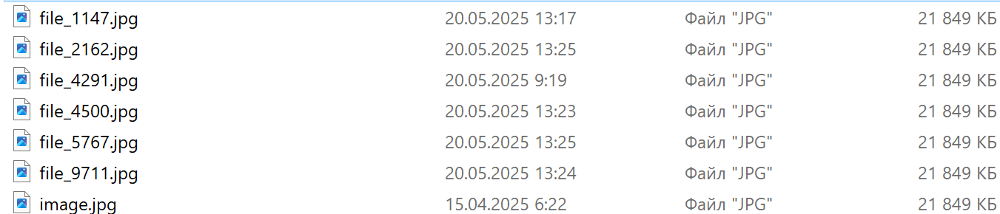 file_1147.jpg 20.05.2025 13:17 Файл "JPG" 21 849 КБ
file_2162.jpg 20.05.2025 13:25 Файл "JPG" 21 849 КБ
file_4291.jpg 20.05.2025 9:19 Файл "JPG" 21 849 КБ
file_4500.jpg 20.05.2025 13:23 Файл "JPG" 21 849 КБ
file_5767.jpg 20.05.2025 13:25 Файл "JPG" 21 849 КБ
file_9711.jpg 20.05.2025 13:24 Файл "JPG" 21 849 КБ
image.jpg 15.04.2025 6:22 Файл "JPG" 21 849 КБ